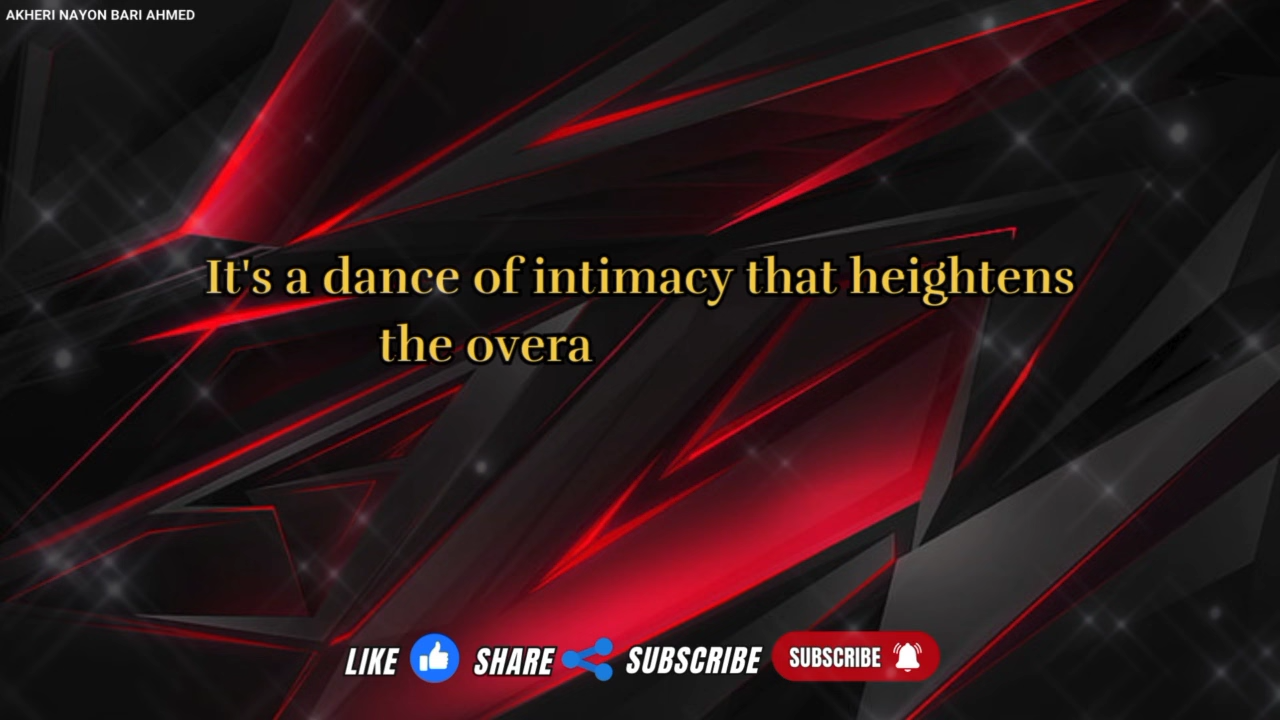 AKHERI NAYON BARI AHMED
It's a dance of intimacy that heightens
the overa
LIKE SHARE SUBSCRIBE SUBSCRIBE